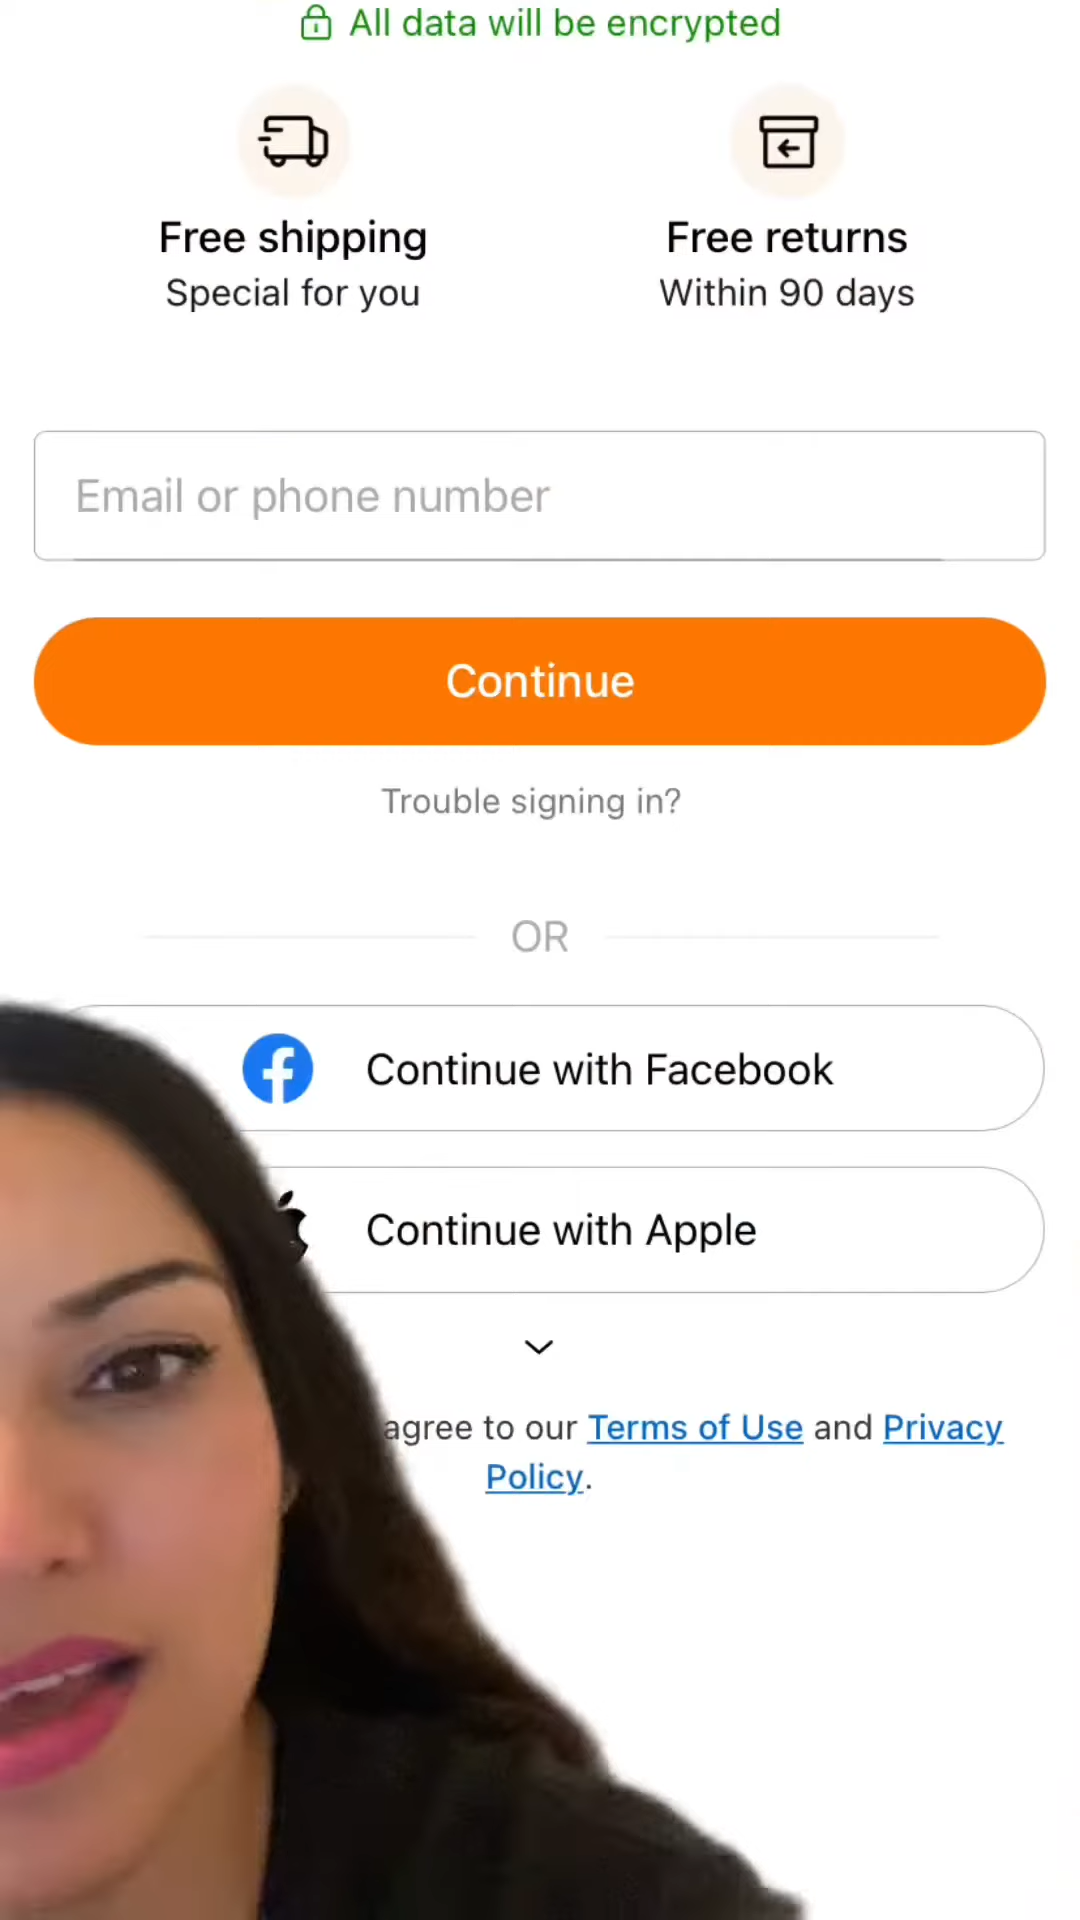 All data will be encrypted
Free shipping
Free returns
Special for you
Within 90 days
Email or phone number
Continue
Trouble signing in?
OR
Continue with Facebook
Continue with Apple
agree to our Terms of Use and Privacy
Policy.